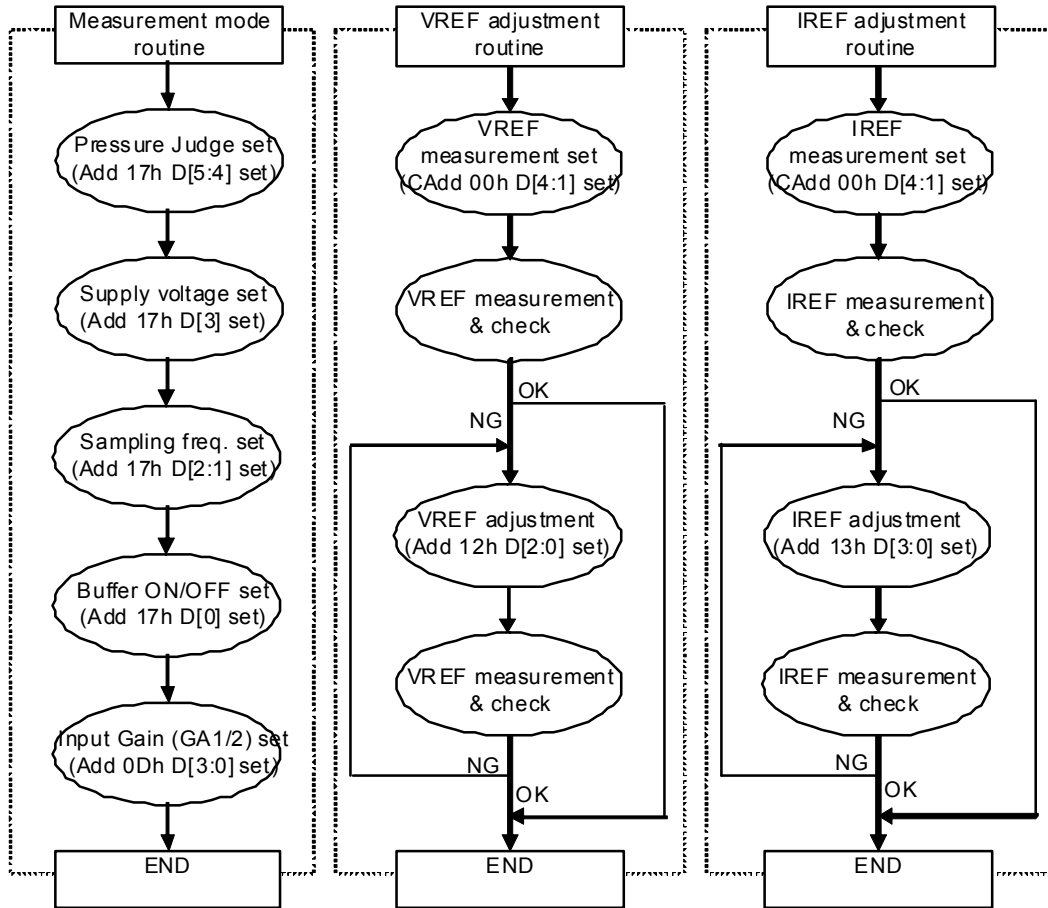 Measurement mode
routine
Pressure Judge set
(Add 17h D[5:4] set)
Supply voltage set
(Add 17h D[3] set)
Sampling freq. set
(Add 17h D[2:1] set)
Buffer ON/OFF set
(Add 17h D[0] set)
Input Gain (GA1/2) set
(Add 0Dh D[3:0] set)
END
VREF adjustment
routine
VREF
measurement set
(CAdd 00h D[4:1] set)
VREF measurement
& check
OK
NG
VREF adjustment
(Add 12h D[2:0] set)
VREF measurement
& check
NG
OK
END
IREF adjustment
routine
IREF
measurement set
(CAdd 00h D[4:1] set)
IREF measurement
& check
OK
NG
IREF adjustment
(Add 13h D[3:0] set)
IREF measurement
& check
NG
OK
END